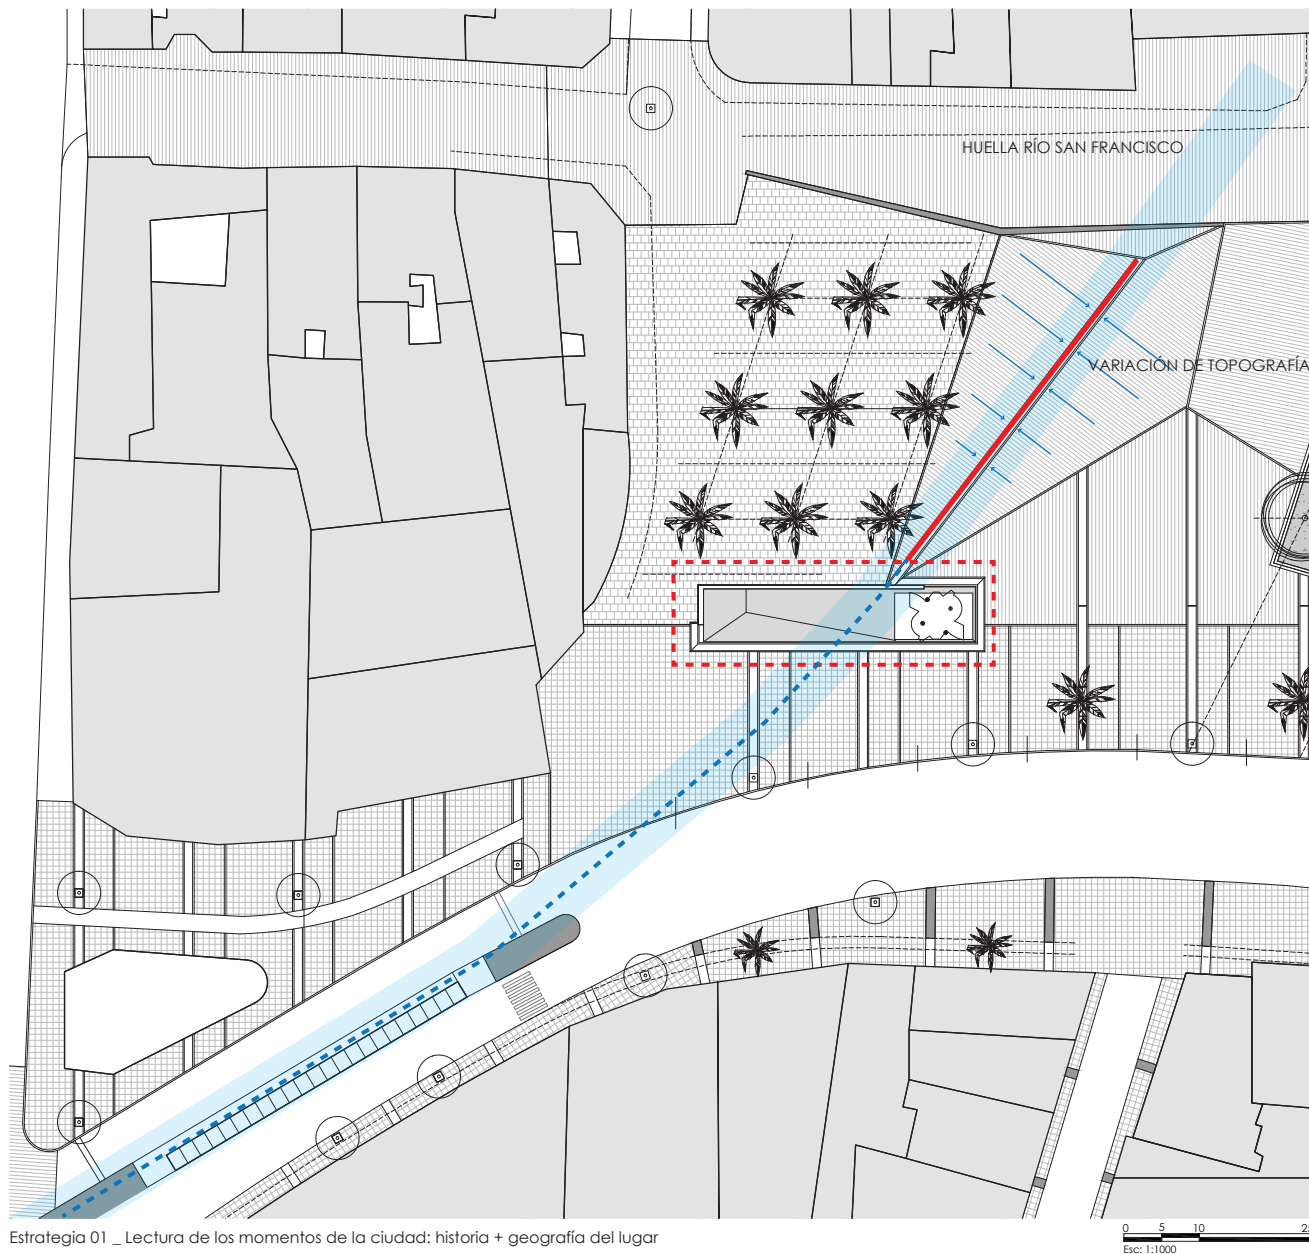 HUELLA RÍO SAN FRANCISCO
VARIACIÓN DE TOPOGRAFÍA
Estrategia 01 _ Lectura de los momentos de la ciudad: historia + geografía del lugar
0 5 10
Esc: 1:1000